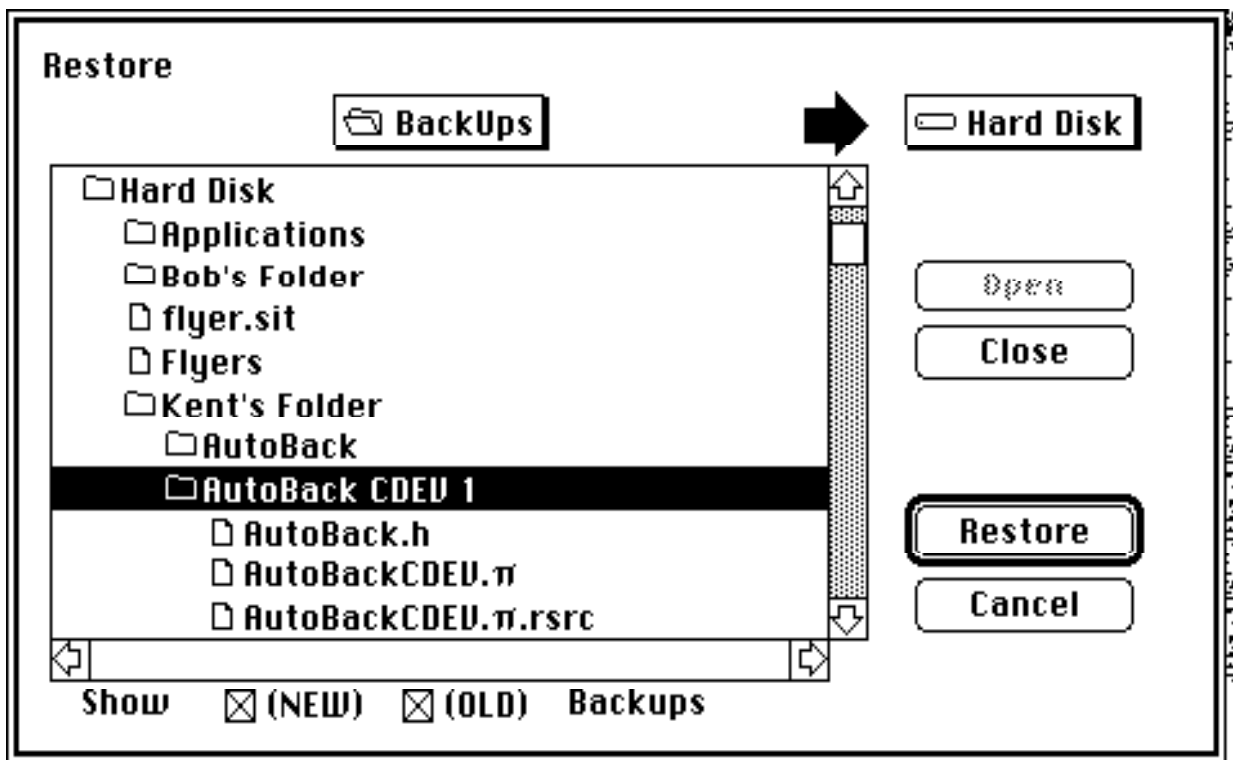 Restore
BackUps
Hard Disk
Hard Disk
Applications
Bob's Folder
flyer.sit
Flyers
Kent's Folder
AutoBack
AutoBack CDEV 1
AutoBack.h
AutoBackCDEV.π
AutoBackCDEV.π.rsrc
Open
Close
Restore
Cancel
Show (NEW) (OLD) Backups